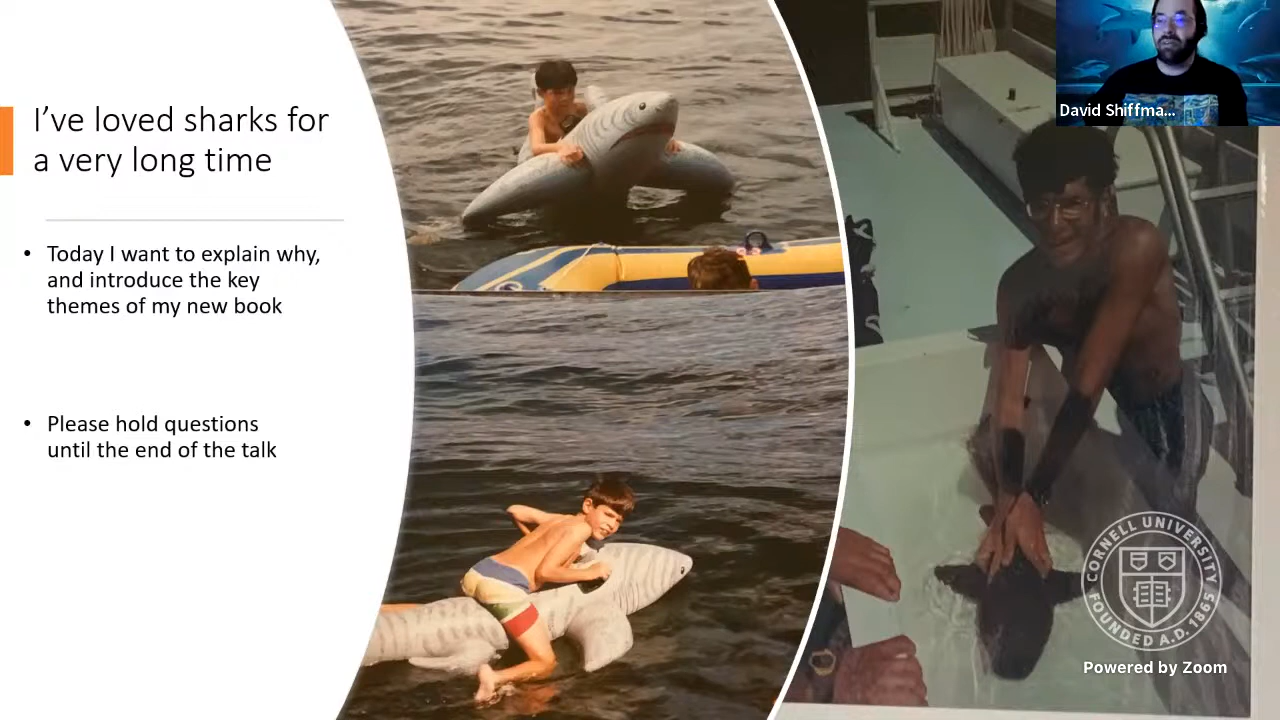 I've loved sharks for
a very long time
• Today I want to explain why,
and introduce the key
themes of my new book
• Please hold questions
until the end of the talk
David Shiffma...
CORNELL UNIVERSITY
FOUNDED A.D. 1865
Powered by Zoom